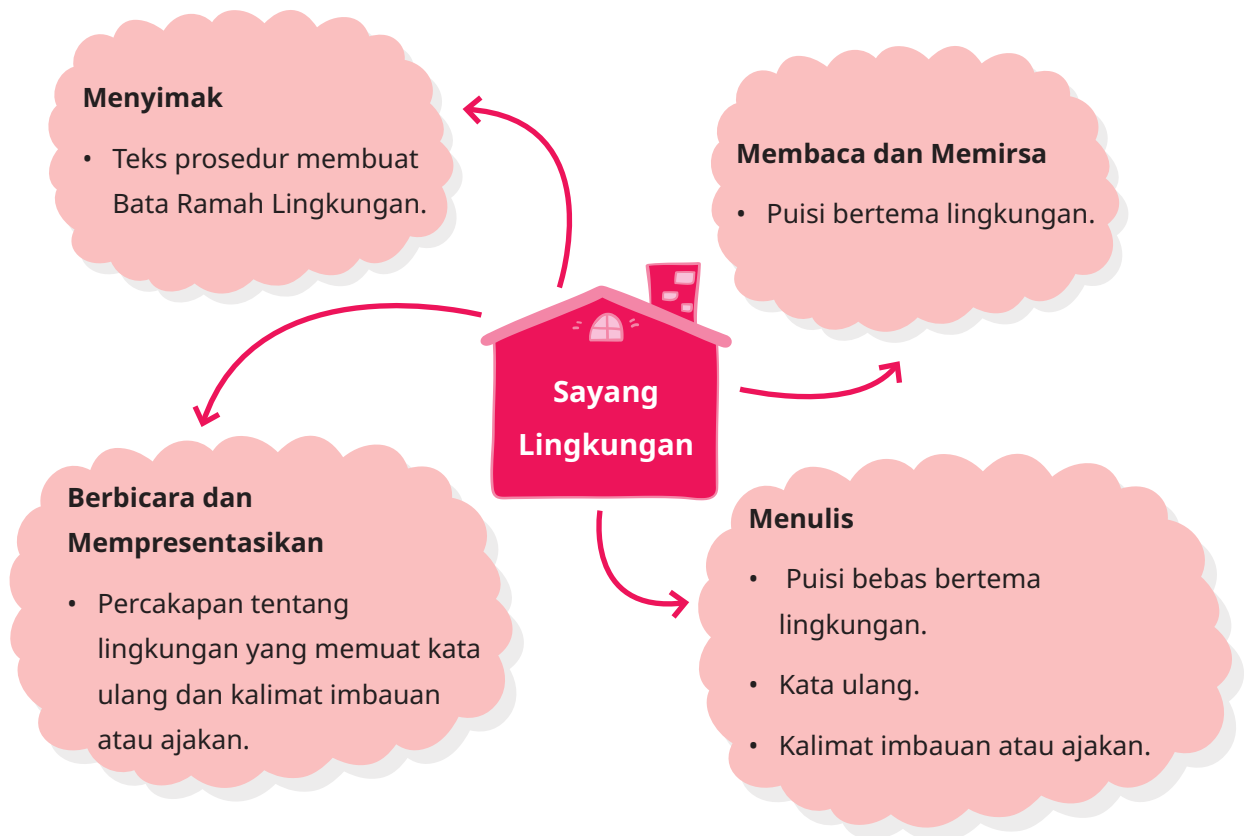 Menyimak
• Teks prosedur membuat
Bata Ramah Lingkungan.
Membaca dan Memirsa
• Puisi bertema lingkungan.
Sayang
Lingkungan
Berbicara dan
Mempresentasikan
• Percakapan tentang
lingkungan yang memuat kata
ulang dan kalimat imbauan
atau ajakan.
Menulis
• Puisi bebas bertema
lingkungan.
• Kata ulang.
• Kalimat imbauan atau ajakan.